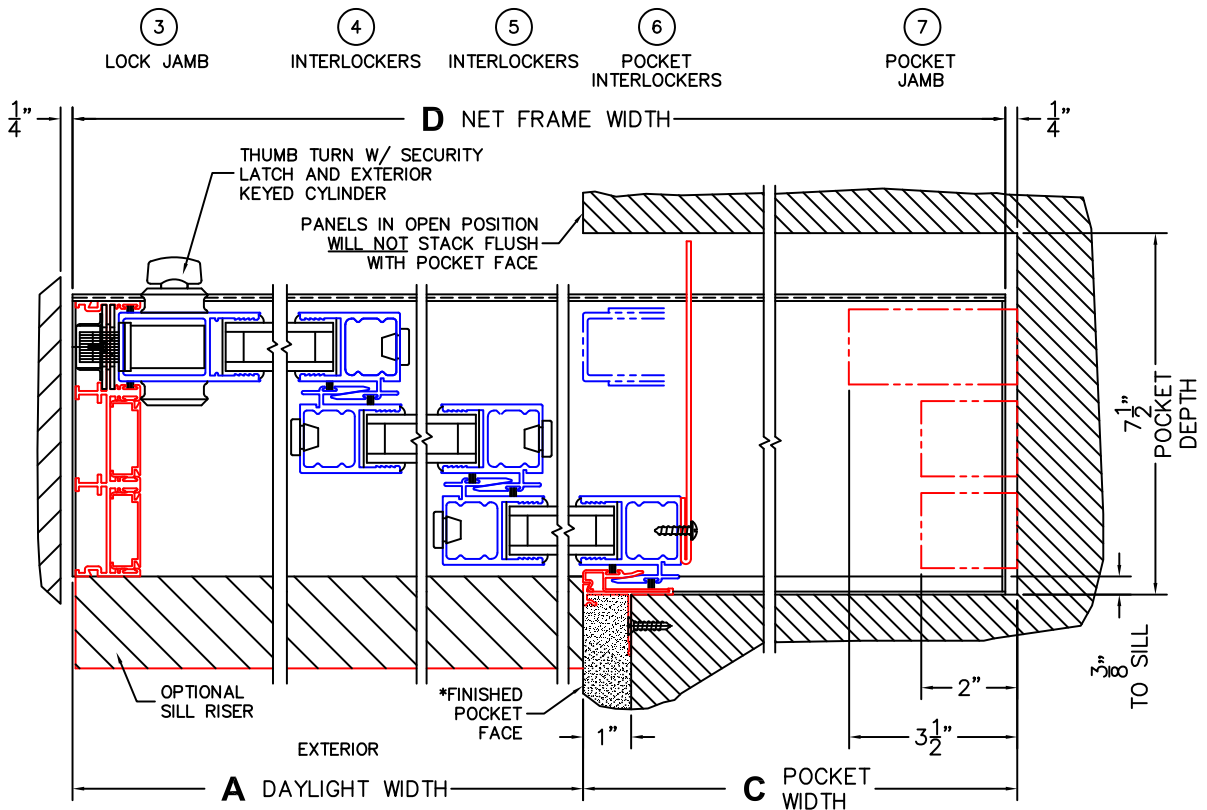 3
LOCK JAMB
4
INTERLOCKERS
5
INTERLOCKERS
6
POCKET
INTERLOCKERS
7
POCKET
JAMB
1/4"
D NET FRAME WIDTH
1/4"
THUMB TURN W/ SECURITY
LATCH AND EXTERIOR
KEYED CYLINDER
PANELS IN OPEN POSITION
WILL NOT STACK FLUSH
WITH POCKET FACE
7 1/2"
POCKET
DEPTH
3/8"
TO SILL
OPTIONAL
SILL RISER
*FINISHED
POCKET
FACE
2"
1"
3 1/2"
EXTERIOR
A DAYLIGHT WIDTH
C POCKET
WIDTH